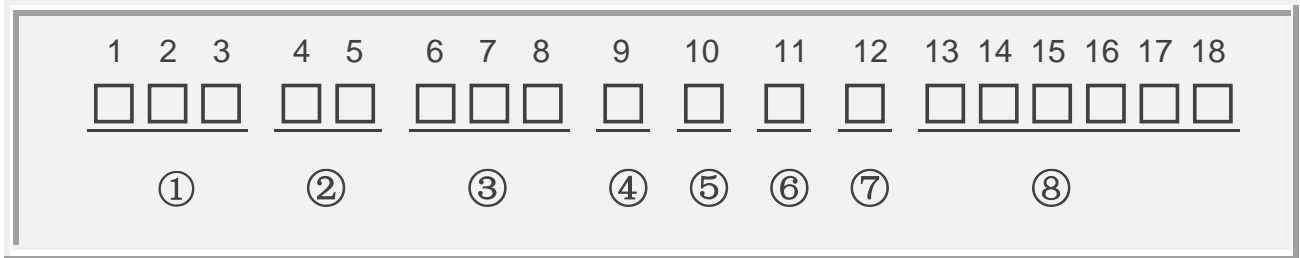 1 2 3 4 5 6 7 8 9 10 11 12 13 14 15 16 17 18
□□□ □□ □□□ □ □ □ □ □□□□□□
① ② ③ ④ ⑤ ⑥ ⑦ ⑧